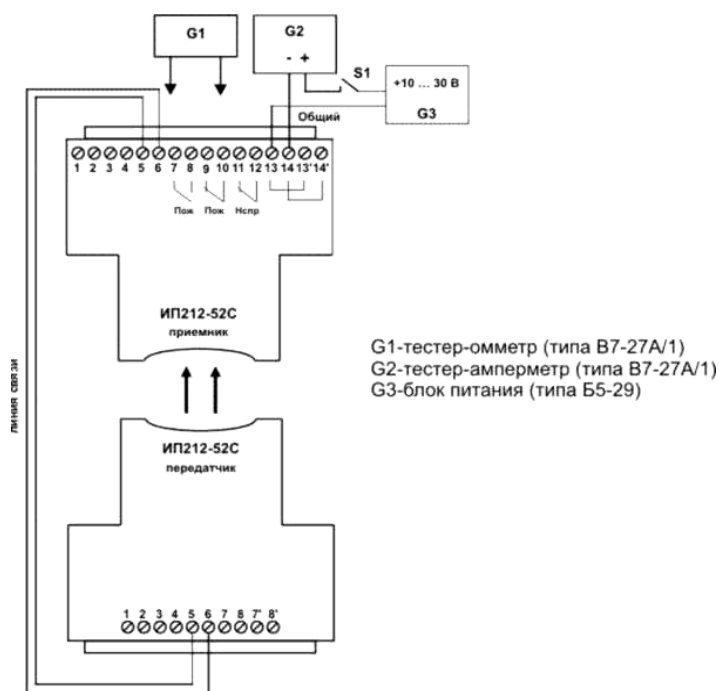 G1
G2
- +
S1
+10 ... 30 В
G3
Общий
1 2 3 4 5 6 7 8 9 10 11 12 13 14 13' 14'
Пож Пож Нспр
ИП212-52С
приемник
G1-тестер-омметр (типа В7-27А/1)
G2-тестер-амперметр (типа В7-27А/1)
G3-блок питания (типа Б5-29)
линия связи
ИП212-52С
передатчик
1 2 3 4 5 6 7 8 7' 8'